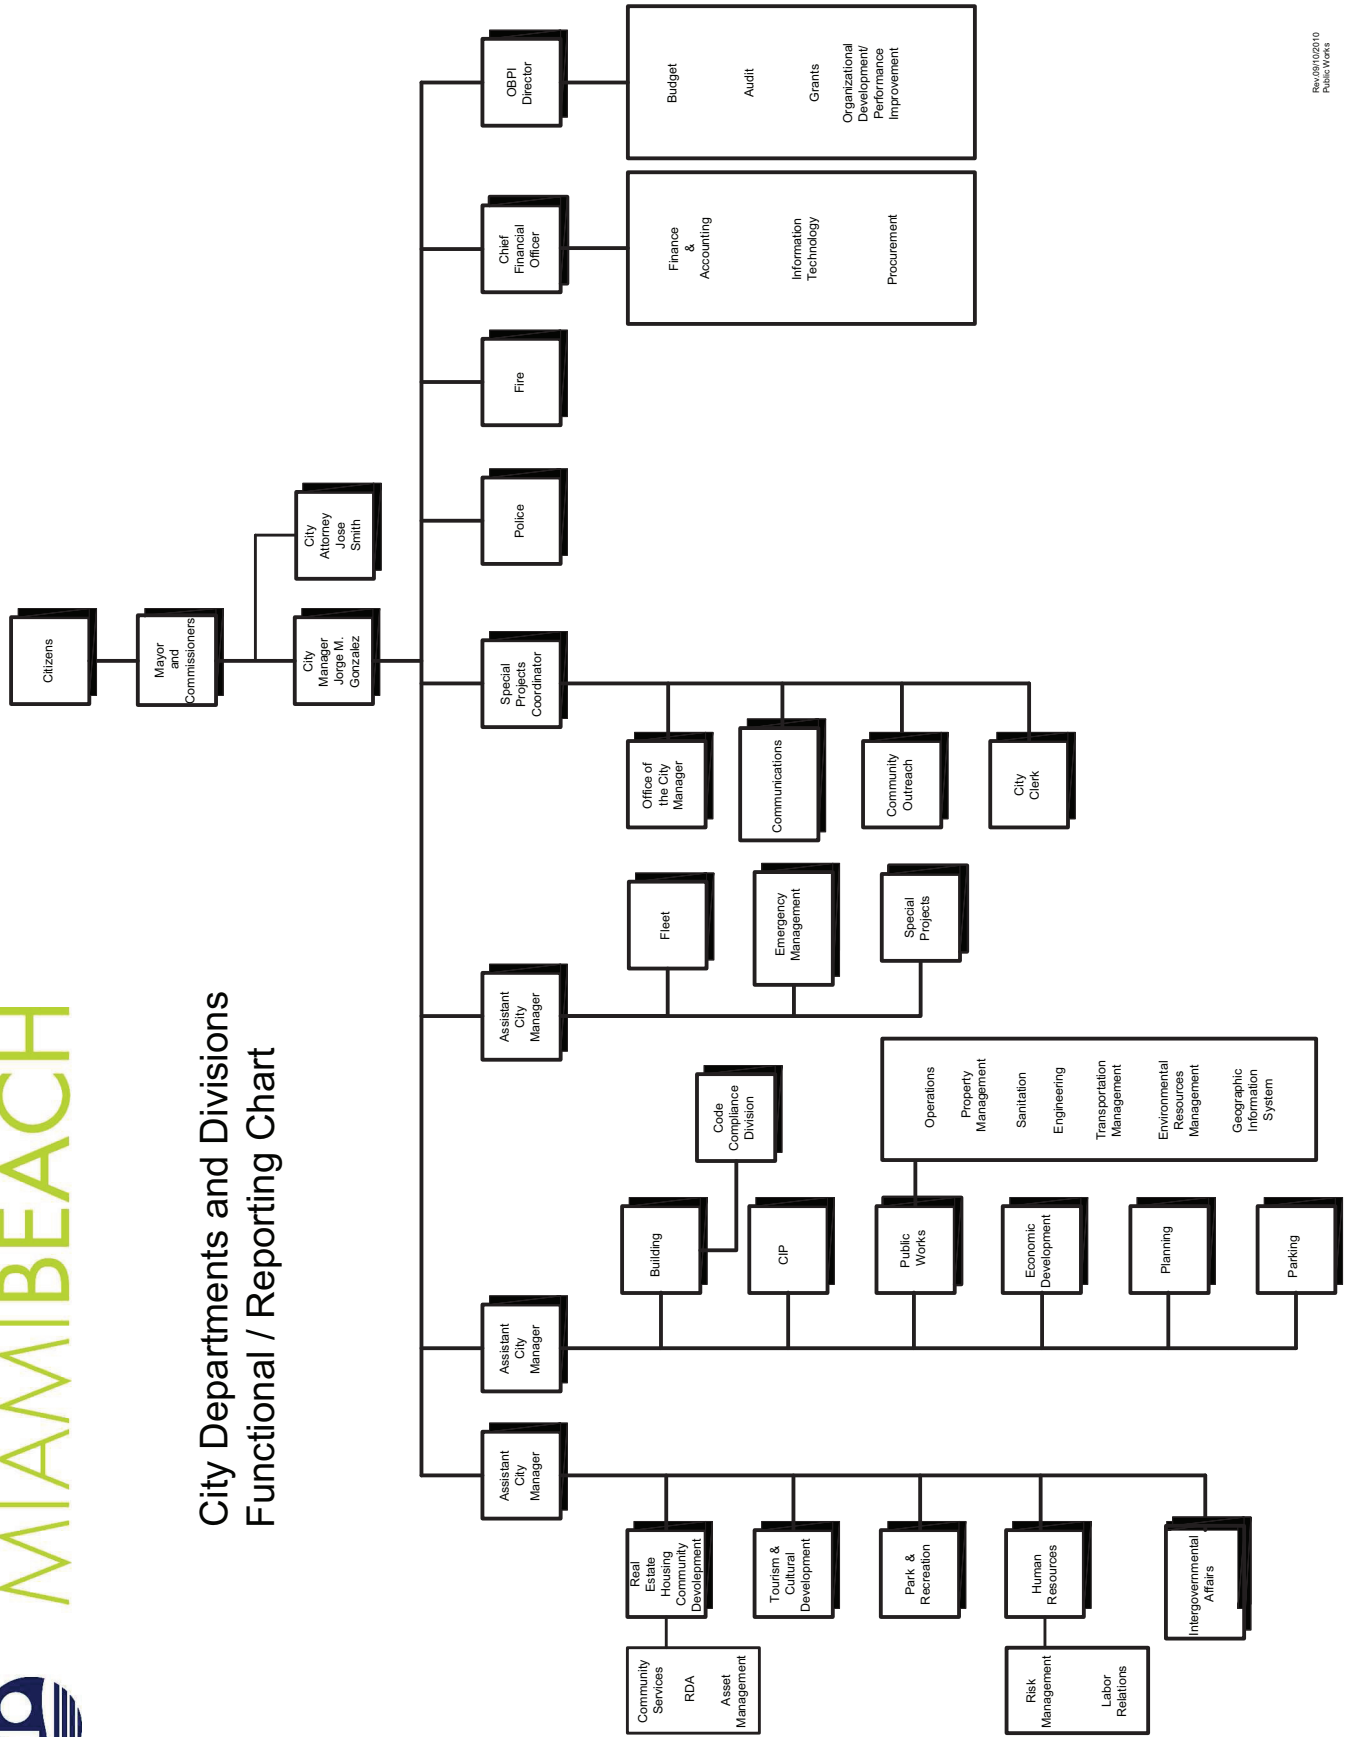 MIAMIBEACH
City Departments and Divisions
Functional / Reporting Chart
Citizens
Mayor
and
Commissioners
City
Attorney
Jose
Smith
City
Manager
Jorge M.
Gonzalez
Assistant
City
Manager
Assistant
City
Manager
Assistant
City
Manager
Special
Projects
Coordinator
Police
Fire
Chief
Financial
Officer
OBPI
Director
Real
Estate
Housing
Community
Devolepment
Community
Services
RDA
Asset
Management
Tourism &
Cultural
Development
Park &
Recreation
Human
Resources
Risk
Management
Labor
Relations
Intergovernmental
Affairs
Building
Code
Compliance
Division
CIP
Public
Works
Operations
Property
Management
Sanitation
Engineering
Transportation
Management
Environmental
Resources
Management
Geographic
Information
System
Economic
Development
Planning
Parking
Fleet
Emergency
Management
Special
Projects
Office of
the City
Manager
Communications
Community
Outreach
City
Clerk
Finance
&
Accounting
Information
Technology
Procurement
Budget
Audit
Grants
Organizational
Development/
Performance
Improvement
Rev.09/10/2010
Public Works